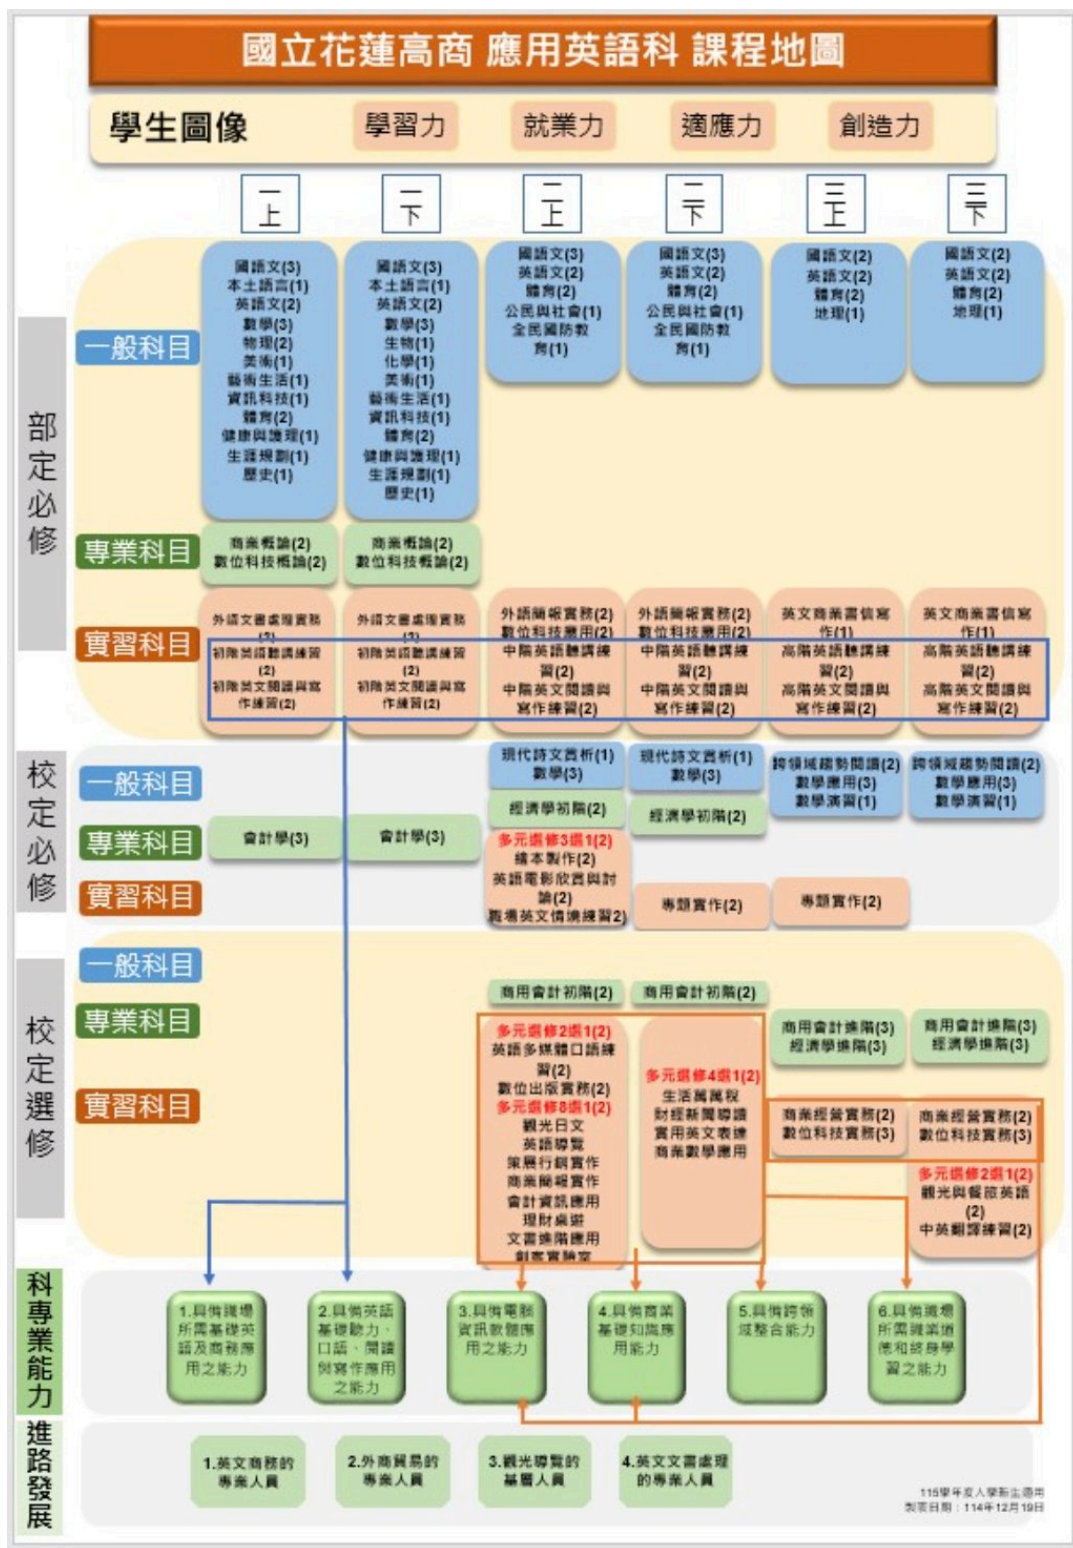 國立花蓮高商 應用英語科 課程地圖
學生圖像
學習力
就業力
適應力
創造力
一上
一下
二上
二下
三上
三下
部定必修
一般科目
國語文(3)
本土語言(1)
英語文(2)
數學(3)
物理(2)
美術(1)
藝術生活(1)
資訊科技(1)
體育(2)
健康與護理(1)
生涯規劃(1)
歷史(1)
國語文(3)
本土語言(1)
英語文(2)
數學(3)
生物(1)
化學(1)
美術(1)
藝術生活(1)
資訊科技(1)
體育(2)
健康與護理(1)
生涯規劃(1)
歷史(1)
國語文(3)
英語文(2)
體育(2)
公民與社會(1)
全民國防教
育(1)
國語文(3)
英語文(2)
體育(2)
公民與社會(1)
全民國防教
育(1)
國語文(2)
英語文(2)
體育(2)
地理(1)
國語文(2)
英語文(2)
體育(2)
地理(1)
專業科目
商業概論(2)
數位科技概論(2)
商業概論(2)
數位科技概論(2)
實習科目
外語文書處理實務
初階英語聽講練習
(2)
初階英文閱讀與寫
作練習(2)
外語文書處理實務
初階英語聽講練習
(2)
初階英文閱讀與寫
作練習(2)
外語簡報實務(2)
數位科技應用(2)
中階英語聽講練
習(2)
中階英文閱讀與
寫作練習(2)
外語簡報實務(2)
數位科技應用(2)
中階英語聽講練
習(2)
中階英文閱讀與
寫作練習(2)
英文商業書信寫
作(1)
高階英語聽講練
習(2)
高階英文閱讀與
寫作練習(2)
英文商業書信寫
作(1)
高階英語聽講練
習(2)
高階英文閱讀與
寫作練習(2)
校定必修
一般科目
現代詩文賞析(1)
數學(3)
現代詩文賞析(1)
數學(3)
跨領域趨勢閱讀(2)
數學應用(3)
數學演習(1)
跨領域趨勢閱讀(2)
數學應用(3)
數學演習(1)
專業科目
會計學(3)
會計學(3)
經濟學初階(2)
經濟學初階(2)
實習科目
多元選修3選1(2)
繪本製作(2)
英語電影欣賞與討
論(2)
職場英文情境練習2)
專題實作(2)
專題實作(2)
校定選修
一般科目
專業科目
商用會計初階(2)
商用會計初階(2)
商用會計進階(3)
經濟學進階(3)
商用會計進階(3)
經濟學進階(3)
實習科目
多元選修2選1(2)
英語多媒體口語練
習(2)
數位出版實務(2)
多元選修8選1(2)
觀光日文
英語導覽
策展行銷實作
商業簡報實作
會計資訊應用
理財桌遊
文書進階應用
創客實驗室
多元選修4選1(2)
生活萬萬稅
財經新聞導讀
實用英文表達
商業數學應用
商業經營實務(2)
數位科技實務(3)
商業經營實務(2)
數位科技實務(3)
多元選修2選1(2)
觀光與餐旅英語
(2)
中英翻譯練習(2)
科專業能力
1.具備職場
所需基礎英
語及商務應
用之能力
2.具備英語
基礎聽力、
口語、閱讀
與寫作應用
之能力
3.具備電腦
資訊軟體應
用之能力
4.具備商業
基礎知識應
用能力
5.具備跨領
域整合能力
6.具備職場
所需職業道
德和終身學
習之能力
進路發展
1.英文商務的
專業人員
2.外商貿易的
專業人員
3.觀光導覽的
基層人員
4.英文文書處理
的專業人員
115學年度入學新生適用
製表日期：114年12月19日